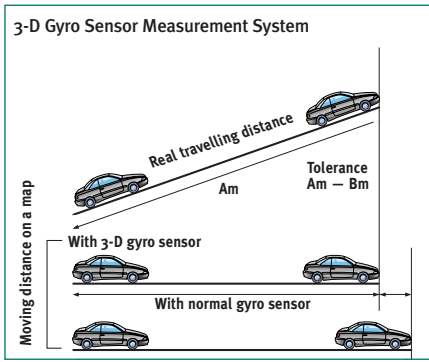 3-D Gyro Sensor Measurement System
Real travelling distance
Am
Tolerance
Am — Bm
Moving distance on a map
With 3-D gyro sensor
With normal gyro sensor